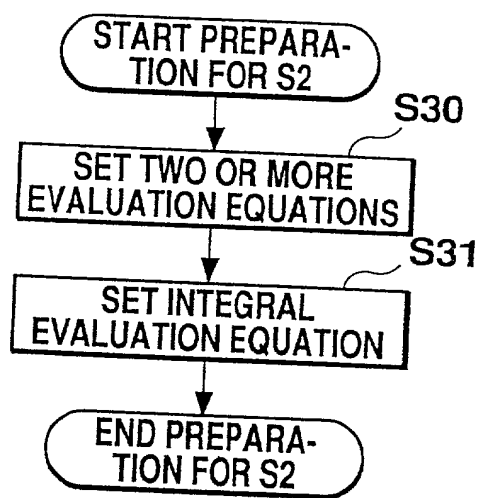 START PREPARA-
TION FOR S2
S30
SET TWO OR MORE
EVALUATION EQUATIONS
S31
SET INTEGRAL
EVALUATION EQUATION
END PREPARA-
TION FOR S2